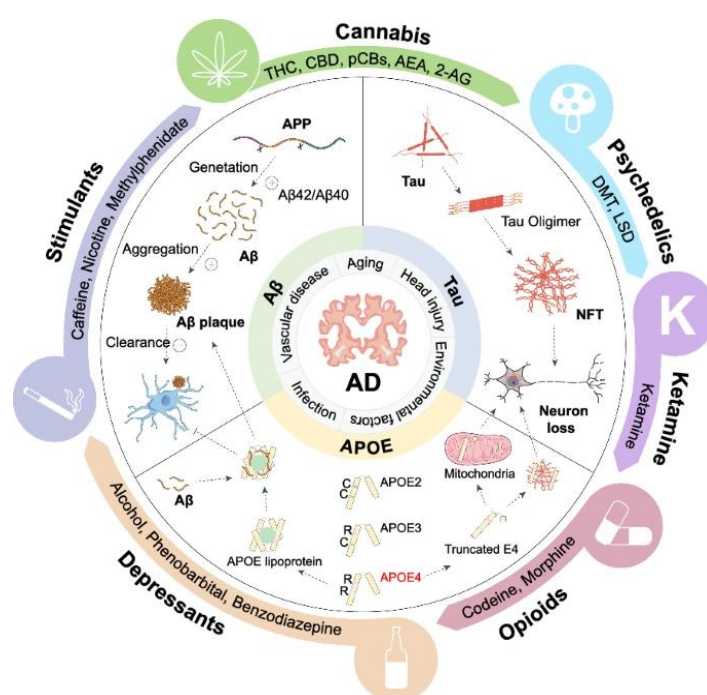 Cannabis
THC, CBD, pCBs, AEA, 2-AG
Psychedelics
DMT, LSD
K
Ketamine
Ketamine
Opioids
Codeine, Morphine
Depressants
Alcohol, Phenobarbital, Benzodiazepine
Stimulants
Caffeine, Nicotine, Methylphenidate
APP
Genetation
Aβ42/Aβ40
Aggregation
Aβ
Aβ plaque
Clearance
Tau
Tau Oligimer
NFT
Neuron
loss
Aβ
Tau
APOE
Vascular disease
Aging
Head injury
Environmental factors
Infection
AD
Aβ
APOE lipoprotein
C
C
APOE2
R
C
APOE3
R
R
APOE4
Mitochondria
Truncated E4